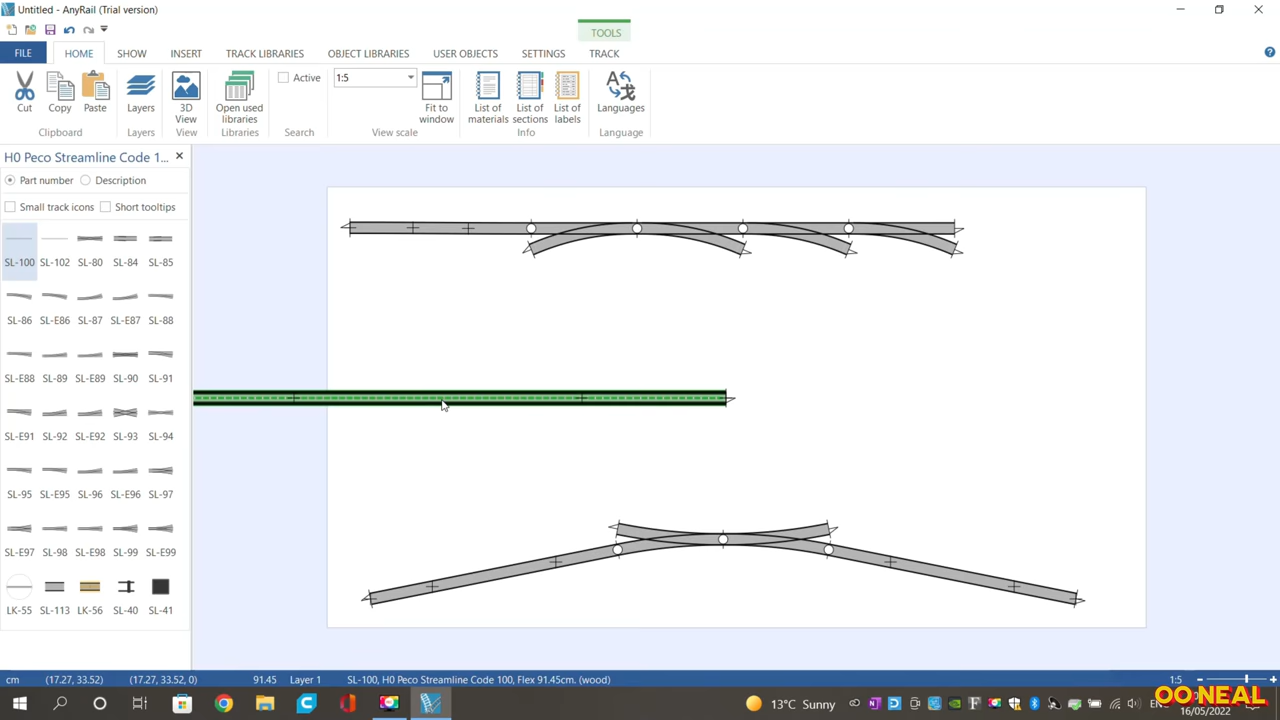 Untitled - AnyRail (Trial version)
TOOLS
FILE HOME SHOW INSERT TRACK LIBRARIES OBJECT LIBRARIES USER OBJECTS SETTINGS TRACK
Active 1:5
Cut Copy Paste Layers 3D View Open used libraries Fit to window List of materials List of sections List of labels Languages
Clipboard Layers View Libraries Search View scale Info Language
H0 Peco Streamline Code 1...
Part number Description
Small track icons Short tooltips
SL-100 SL-102 SL-80 SL-84 SL-85
SL-86 SL-E86 SL-87 SL-E87 SL-88
SL-E88 SL-89 SL-E89 SL-90 SL-91
SL-E91 SL-92 SL-E92 SL-93 SL-94
SL-95 SL-E95 SL-96 SL-E96 SL-97
SL-E97 SL-98 SL-E98 SL-99 SL-E99
LK-55 SL-113 LK-56 SL-40 SL-41
cm (17.27, 33.52) (17.27, 33.52, 0) Layer 1 SL-100, H0 Peco Streamline Code 100, Flex 91.45cm. (wood) 1:5
OO NEAL
13°C Sunny
16/05/2022